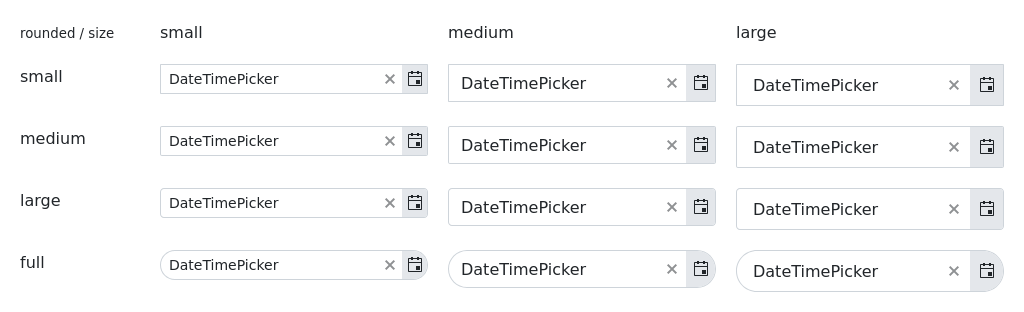 rounded / size small medium large
small DateTimePicker DateTimePicker DateTimePicker
medium DateTimePicker DateTimePicker DateTimePicker
large DateTimePicker DateTimePicker DateTimePicker
full DateTimePicker DateTimePicker DateTimePicker